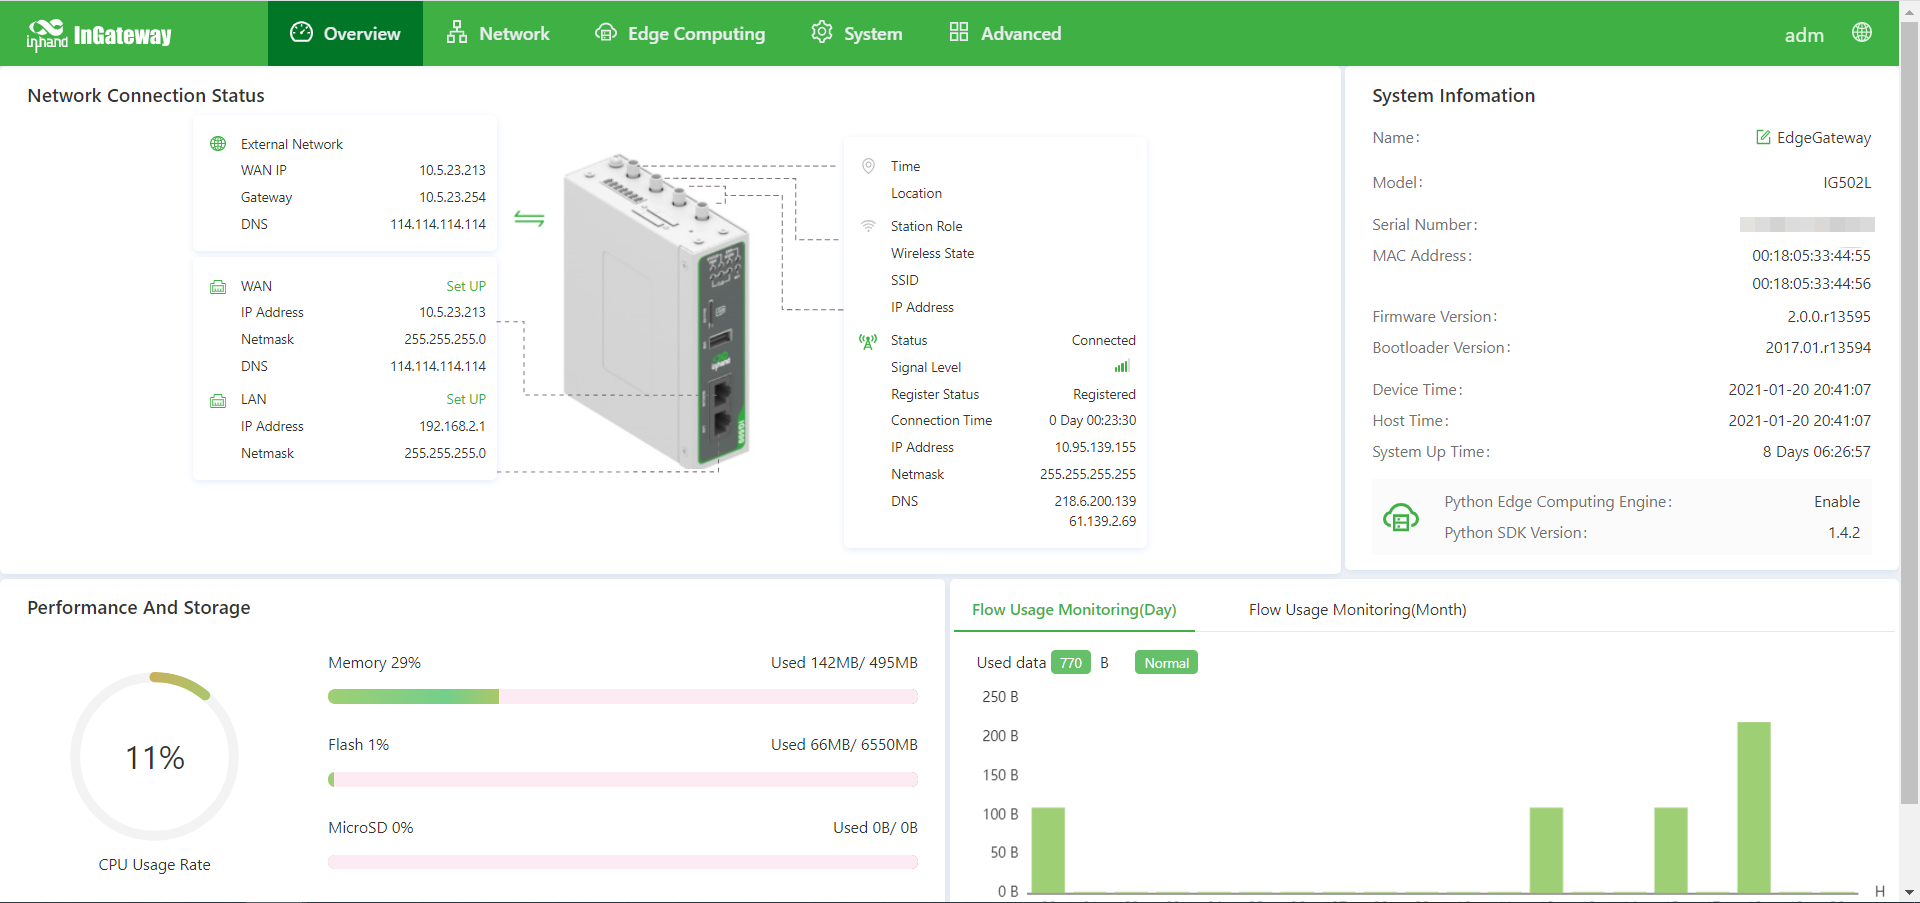 inhand InGateway
Overview
Network
Edge Computing
System
Advanced
adm
Network Connection Status
External Network
WAN IP 10.5.23.213
Gateway 10.5.23.254
DNS 114.114.114.114
WAN Set UP
IP Address 10.5.23.213
Netmask 255.255.255.0
DNS 114.114.114.114
LAN Set UP
IP Address 192.168.2.1
Netmask 255.255.255.0
inhand
Time
Location
Station Role
Wireless State
SSID
IP Address
Status Connected
Signal Level
Register Status Registered
Connection Time 0 Day 00:23:30
IP Address 10.95.139.155
Netmask 255.255.255.255
DNS 218.6.200.139
61.139.2.69
System Infomation
Name: EdgeGateway
Model: IG502L
Serial Number:
MAC Address: 00:18:05:33:44:55
00:18:05:33:44:56
Firmware Version: 2.0.0.r13595
Bootloader Version: 2017.01.r13594
Device Time: 2021-01-20 20:41:07
Host Time: 2021-01-20 20:41:07
System Up Time: 8 Days 06:26:57
Python Edge Computing Engine: Enable
Python SDK Version: 1.4.2
Performance And Storage
11%
CPU Usage Rate
Memory 29% Used 142MB/ 495MB
Flash 1% Used 66MB/ 6550MB
MicroSD 0% Used 0B/ 0B
Flow Usage Monitoring(Day)
Flow Usage Monitoring(Month)
Used data 770 B Normal
250 B
200 B
150 B
100 B
50 B
0 B
H